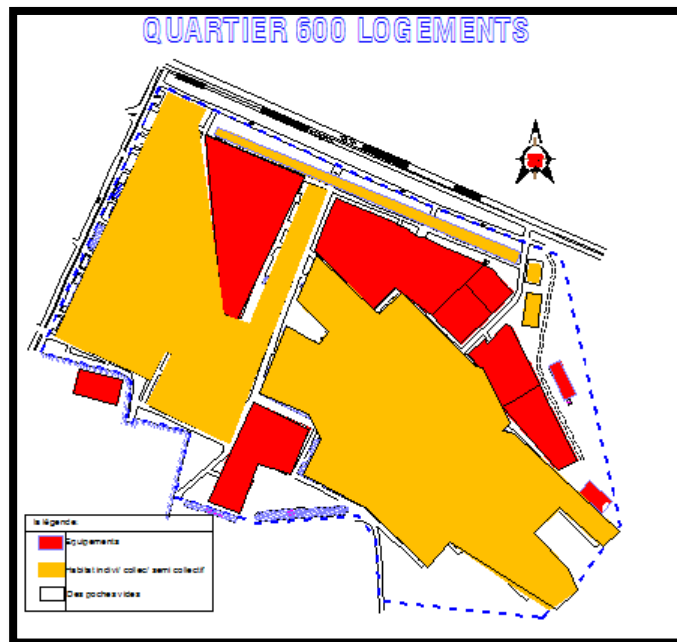 QUARTIER 600 LOGEMENTS
la légende:
Equipements
Habitat indivi/ collec/ semi collectif
Des poches vides